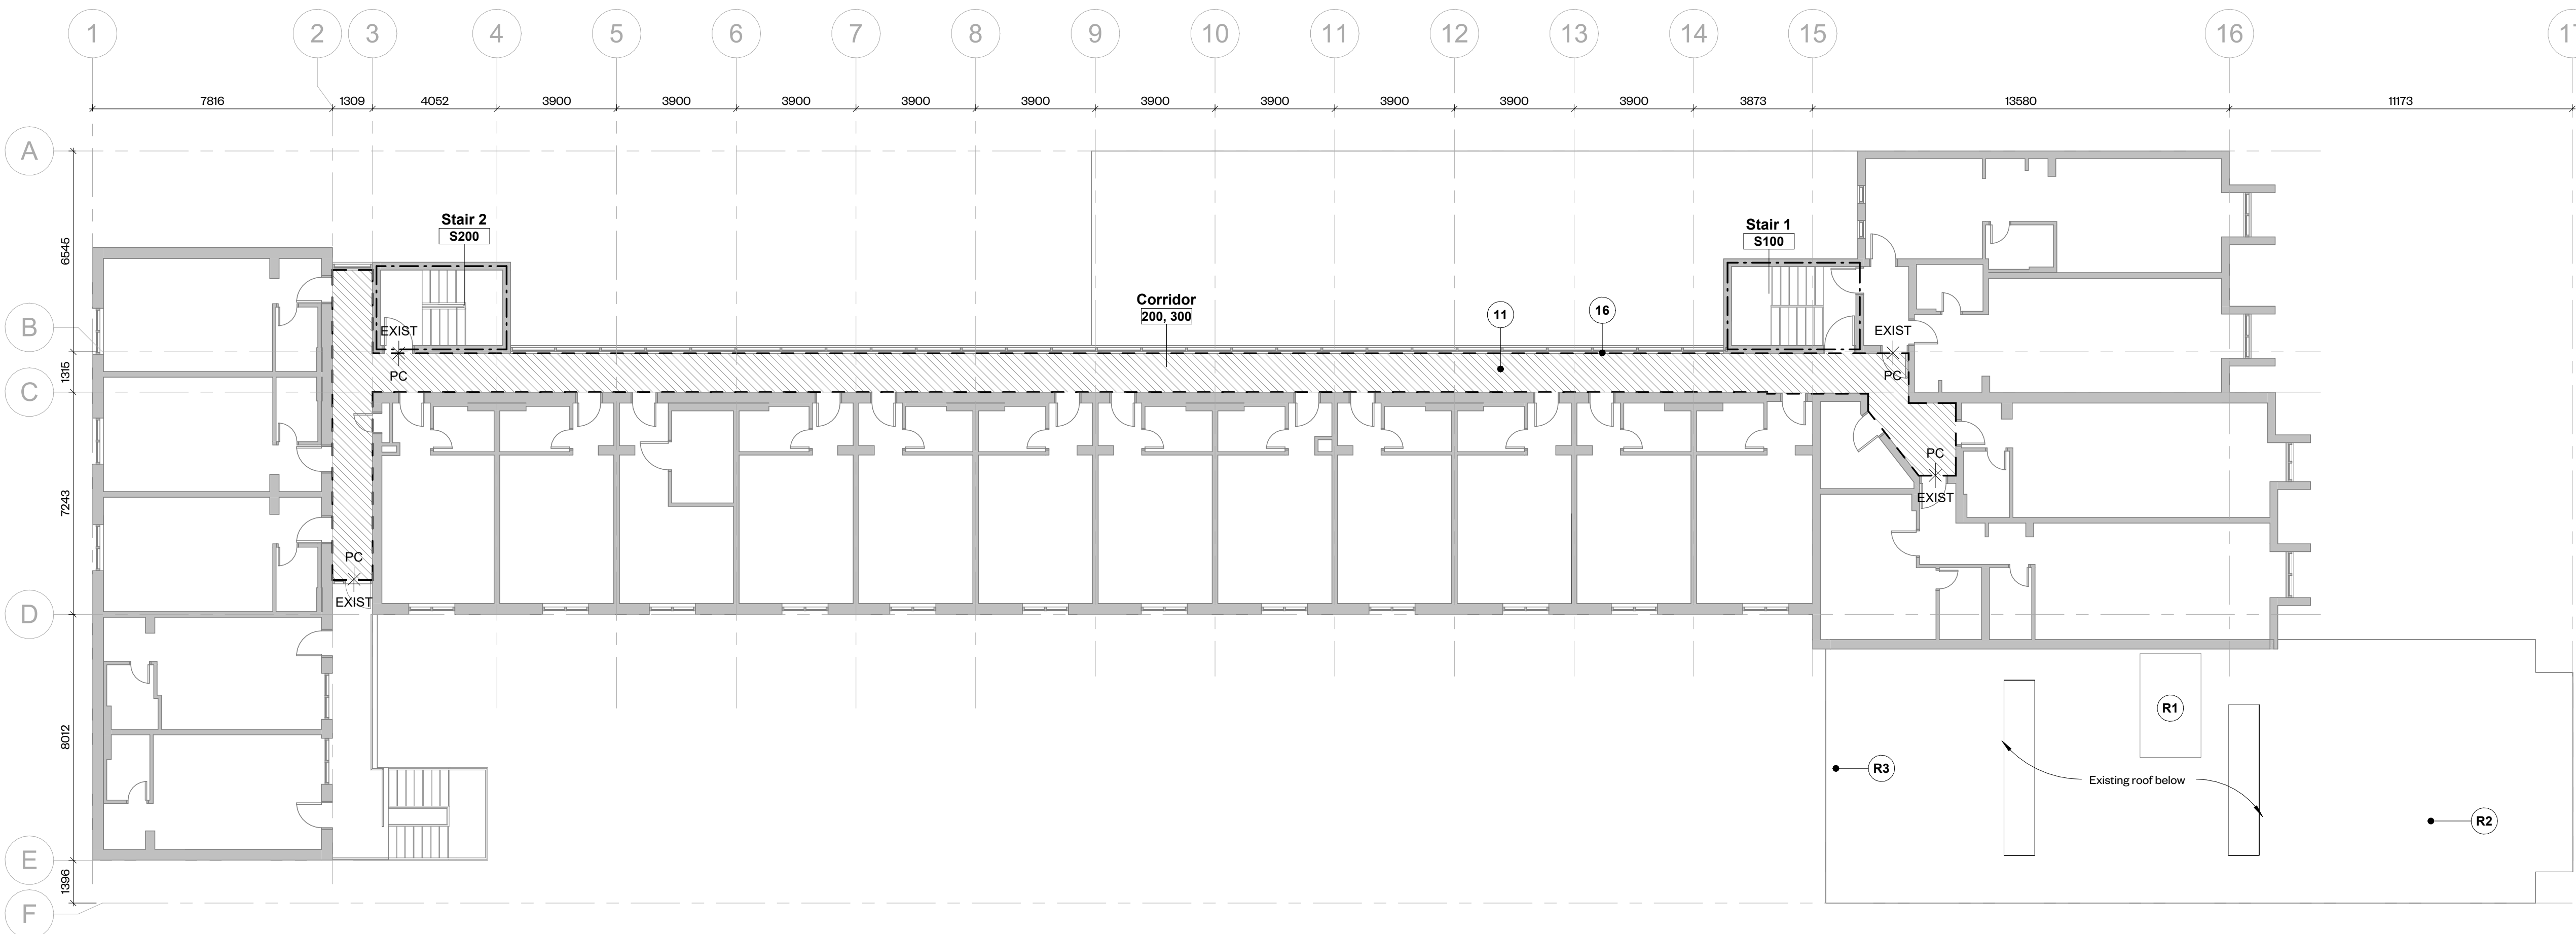 1
2
3
4
5
6
7
8
9
10
11
12
13
14
15
16
7816
1309
4052
3900
3900
3900
3900
3900
3900
3900
3900
3900
3900
3873
13580
11173
A
B
C
D
E
F
6545
1315
7243
8012
1396
Stair 2
S200
Stair 1
S100
Corridor
200, 300
11
16
EXIST
PC
EXIST
PC
PC
EXIST
PC
EXIST
R1
R3
Existing roof below
R2